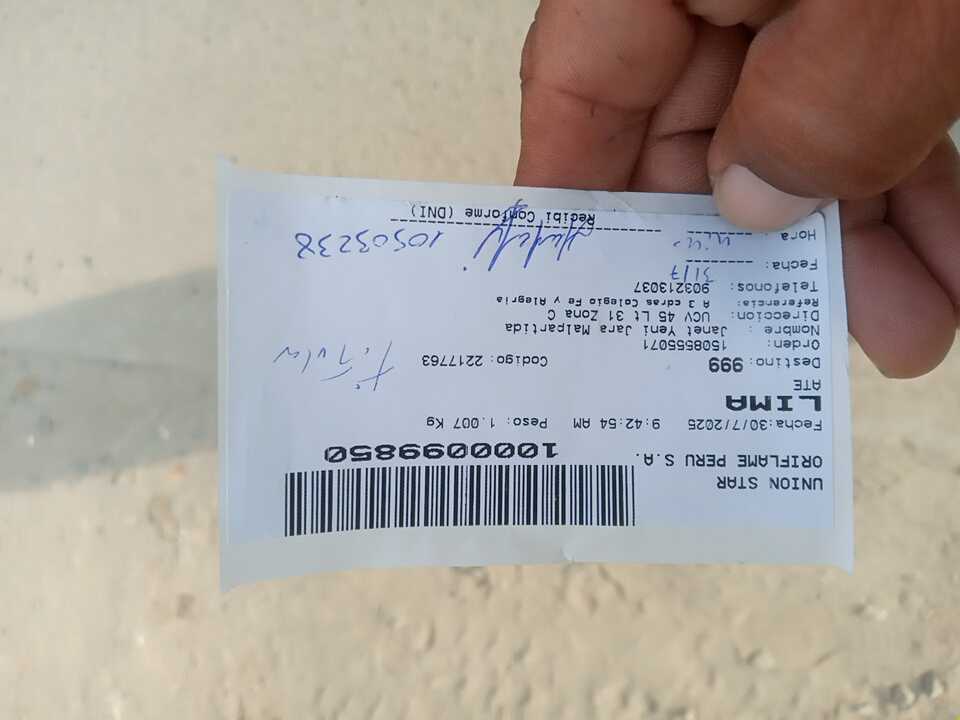 UNION STAR
ORIFLAME PERU S.A.
1000099850
Fecha:30/7/2025 9:42:54 AM Peso: 1.007 Kg
LIMA
ATE
Destino: 999 Codigo: 2217763
Orden: 1508555071
Nombre : Janet Yeni Jara Malpartida
Direccion: UCV 45 Lt 31 Zona C
Referencia: A 3 cdras Colegio Fe y Alegria
Telefonos: 903213037
Fecha: 31/7
Hora
10503238
Recibi Conforme (DNI)